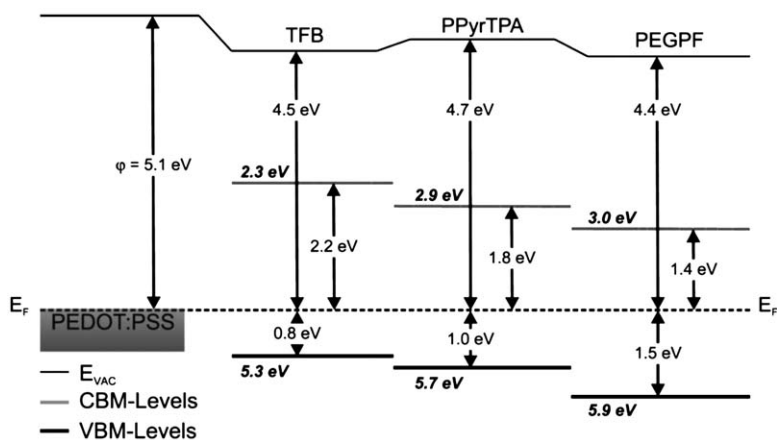 TFB
PPyrTPA
PEGPF
4.5 eV
4.7 eV
4.4 eV
φ = 5.1 eV
2.3 eV
2.9 eV
3.0 eV
2.2 eV
1.8 eV
1.4 eV
E_F
E_F
PEDOT:PSS
0.8 eV
1.0 eV
1.5 eV
5.3 eV
5.7 eV
5.9 eV
E_VAC
CBM-Levels
VBM-Levels